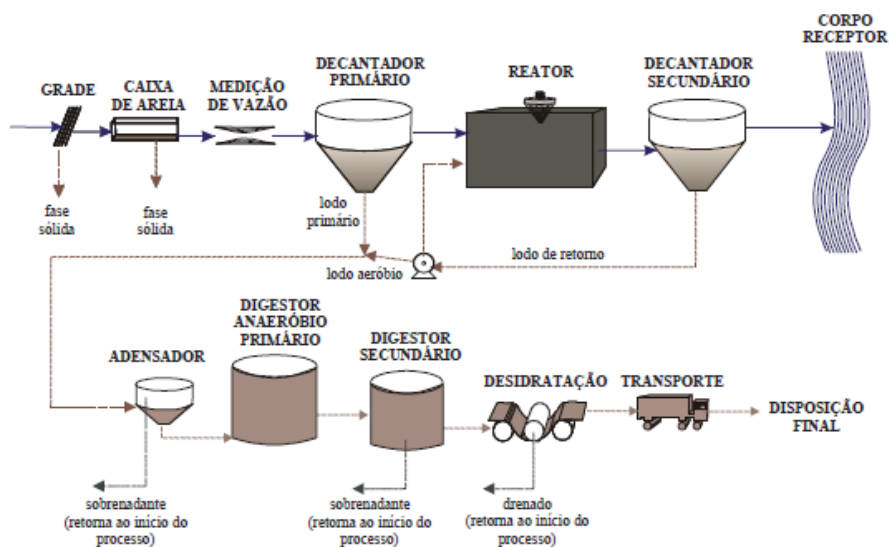 CORPO
RECEPTOR
DECANTADOR
PRIMÁRIO
REATOR
DECANTADOR
SECUNDÁRIO
GRADE
CAIXA
DE AREIA
MEDIÇÃO
DE VAZÃO
fase
sólida
fase
sólida
lodo
primário
lodo aeróbio
lodo de retorno
ADENSADOR
DIGESTOR
ANAERÓBIO
PRIMÁRIO
DIGESTOR
SECUNDÁRIO
DESIDRATAÇÃO
TRANSPORTE
DISPOSIÇÃO
FINAL
sobrenadante
(retorna ao início do
processo)
sobrenadante
(retorna ao início do
processo)
drenado
(retorna ao início do
processo)